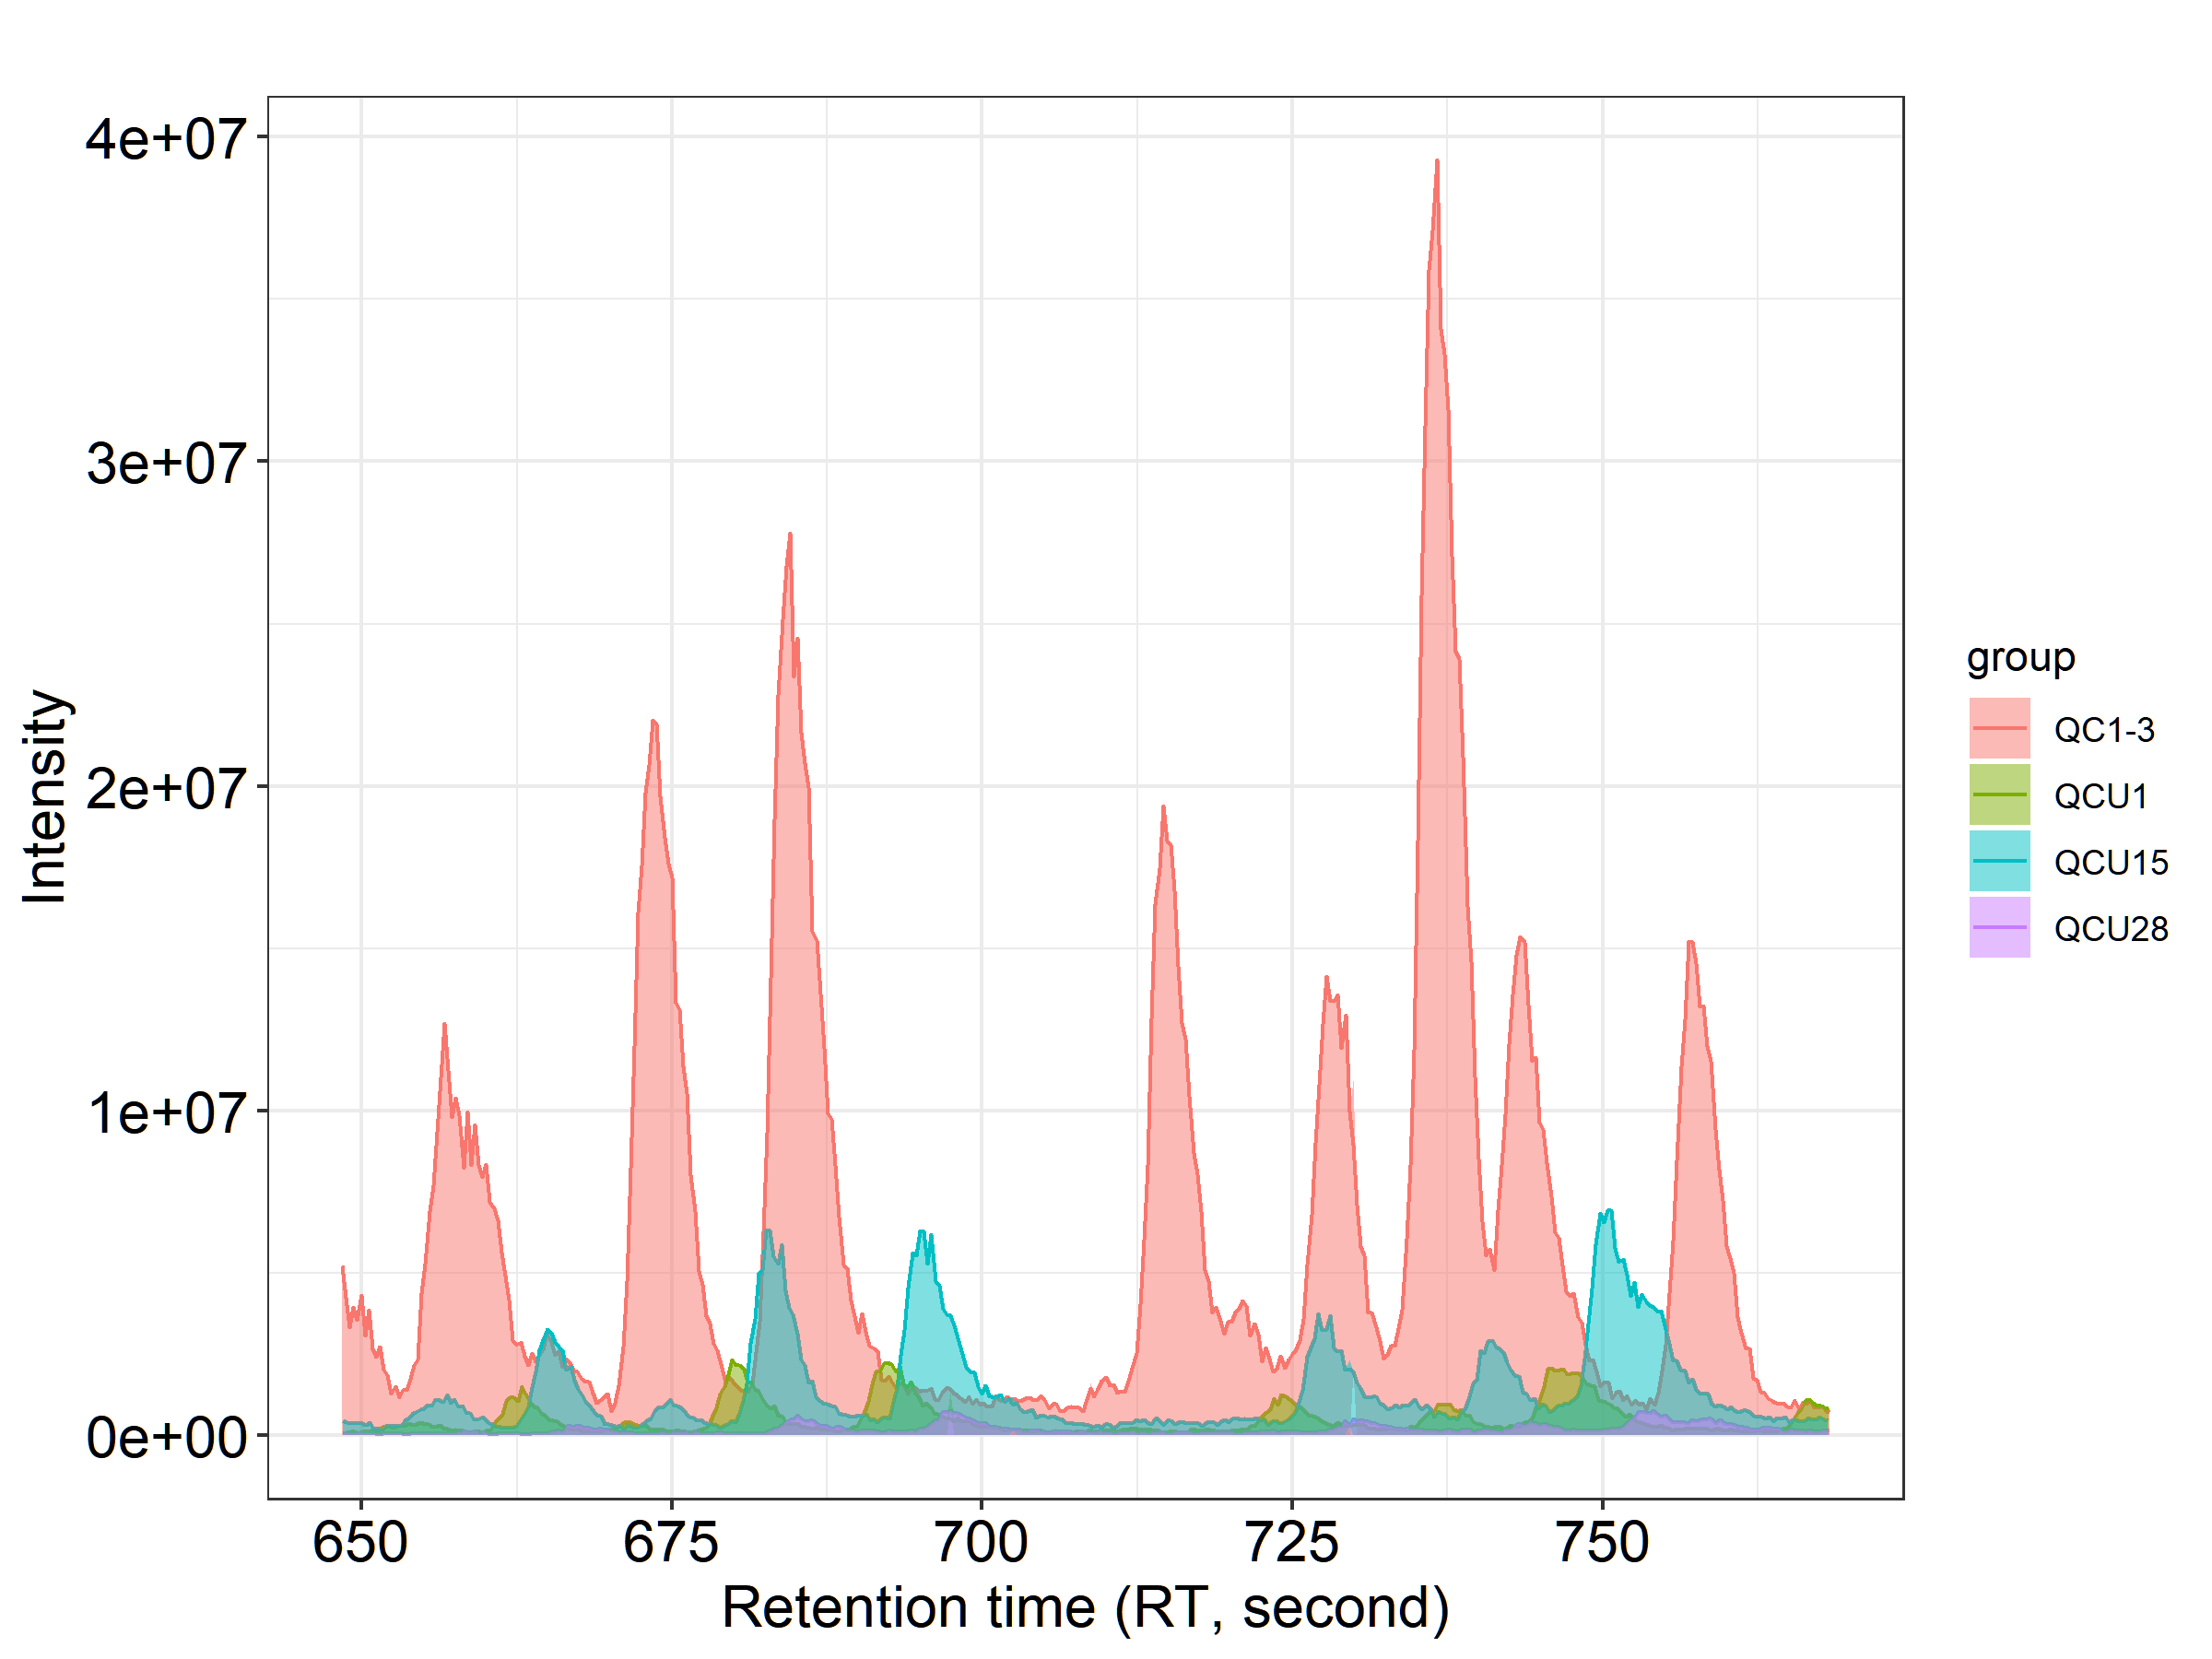 4e+07
3e+07
2e+07
1e+07
0e+00
Intensity
650 675 700 725 750
Retention time (RT, second)
group
QC1-3
QCU1
QCU15
QCU28